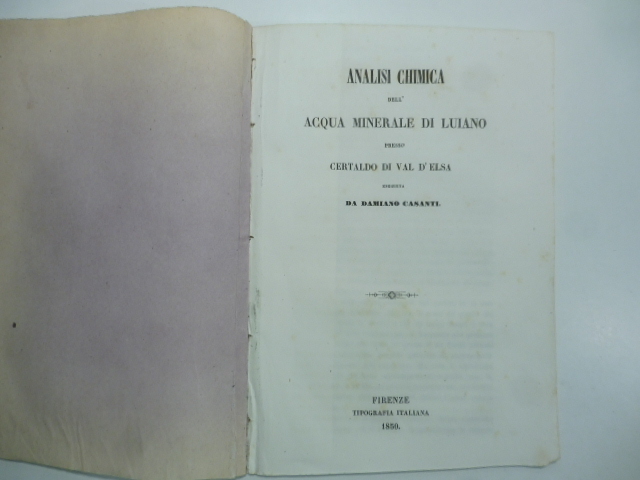 ANALISI CHIMICA
DELL'
ACQUA MINERALE DI LUIANO
PRESSO
CERTALDO DI VAL D'ELSA
ESEGUITA
DA DAMIANO CASANTI.
FIRENZE
TIPOGRAFIA ITALIANA
1850.